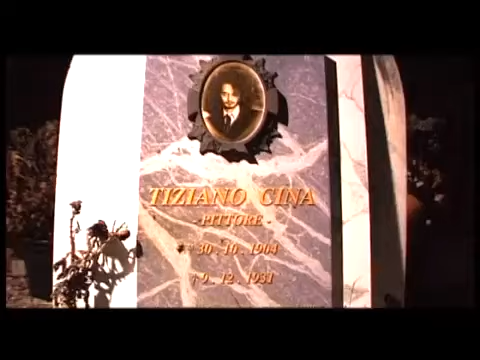 TIZIANO CINA
- PITTORE -
* 30. 10. 1904
† 9. 12. 1931